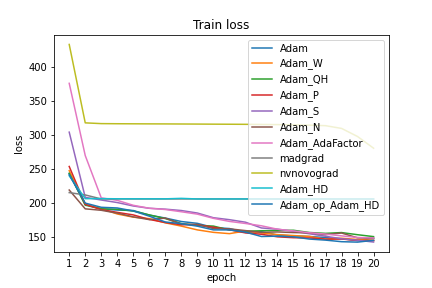 Train loss
400
350
300
250
200
150
loss
Adam
Adam_W
Adam_QH
Adam_P
Adam_S
Adam_N
Adam_AdaFactor
madgrad
nvnovograd
Adam_HD
Adam_op_Adam_HD
1 2 3 4 5 6 7 8 9 10 11 12 13 14 15 16 17 18 19 20
epoch